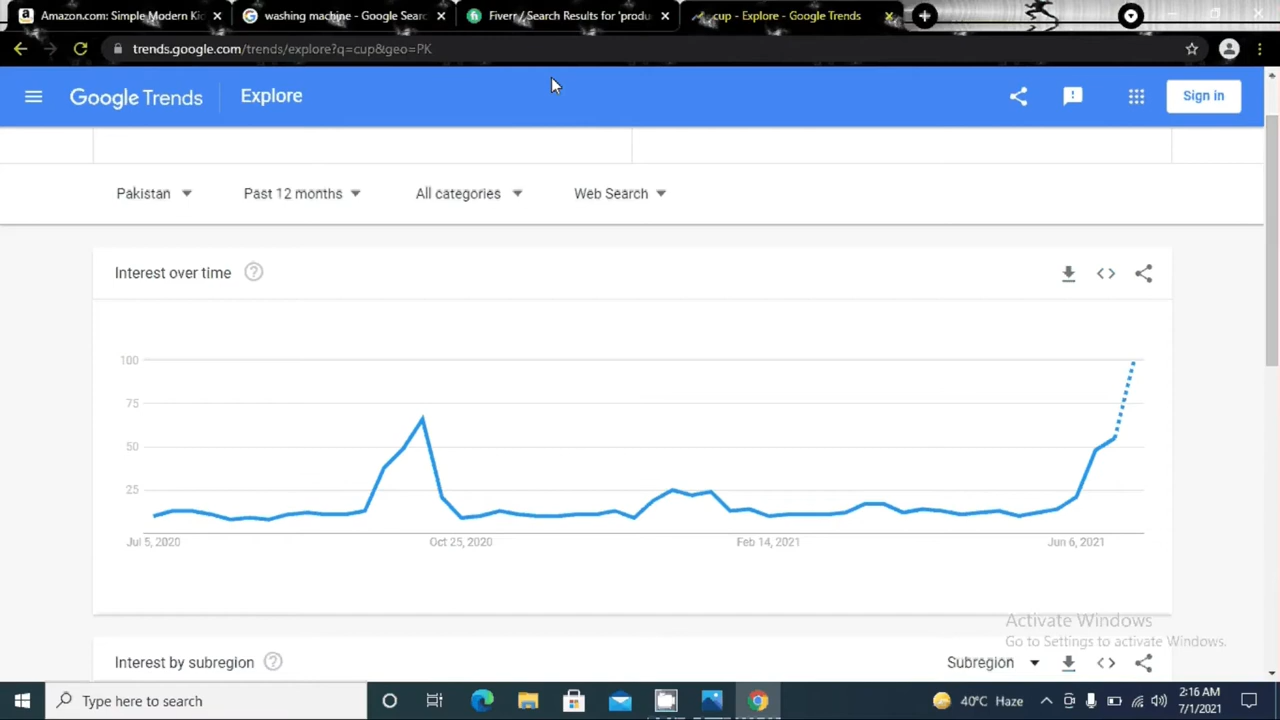 Amazon.com: Simple Modern Kid
washing machine - Google Searc
Fiverr / Search Results for 'produ
cup - Explore - Google Trends
trends.google.com/trends/explore?q=cup&geo=PK
Google Trends
Explore
Sign in
Pakistan
Past 12 months
All categories
Web Search
Interest over time
100
75
50
25
Jul 5, 2020
Oct 25, 2020
Feb 14, 2021
Jun 6, 2021
Activate Windows
Go to Settings to activate Windows.
Interest by subregion
Subregion
Type here to search
40°C Haze
2:16 AM
7/1/2021